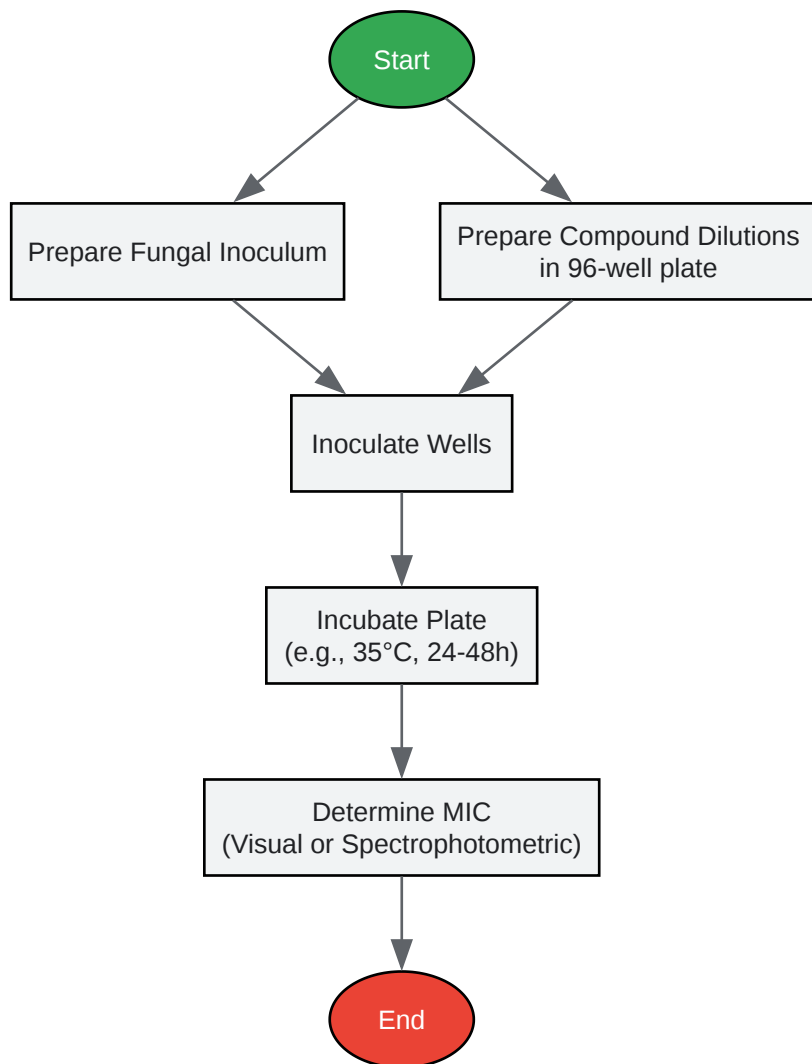 Start
Prepare Fungal Inoculum
Prepare Compound Dilutions
in 96-well plate
Inoculate Wells
Incubate Plate
(e.g., 35°C, 24-48h)
Determine MIC
(Visual or Spectrophotometric)
End